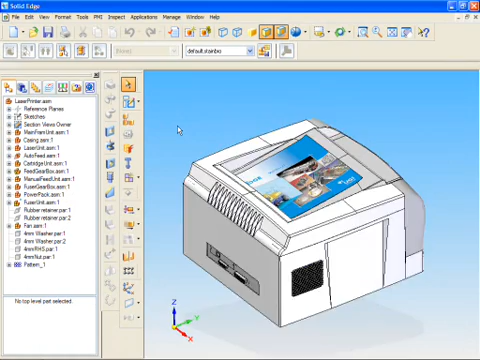 Solid Edge
File Edit View Format Tools PMI Inspect Applications Manage Window Help
default,stainbro
LaserPrinter.asm
Reference Planes
Sketches
Section Views Owner
MainFrmUnit.asm:1
Casing.asm:1
LaserUnit.asm:1
AutoFeed.asm:1
CartridgeUnit.asm:1
FeedGearBox.asm:1
ManualFeedUnit.asm:1
FuserGearBox.asm:1
PowerPack.asm:1
FuserUnit.asm:1
Rubber retainer.par:1
Rubber retainer.par:2
Fan.asm:1
4mm Washer.par:1
4mm Washer.par:2
4mmRHS.par:1
4mmNut.par:1
Pattern_1
No top level part selected.
Z
Y
X